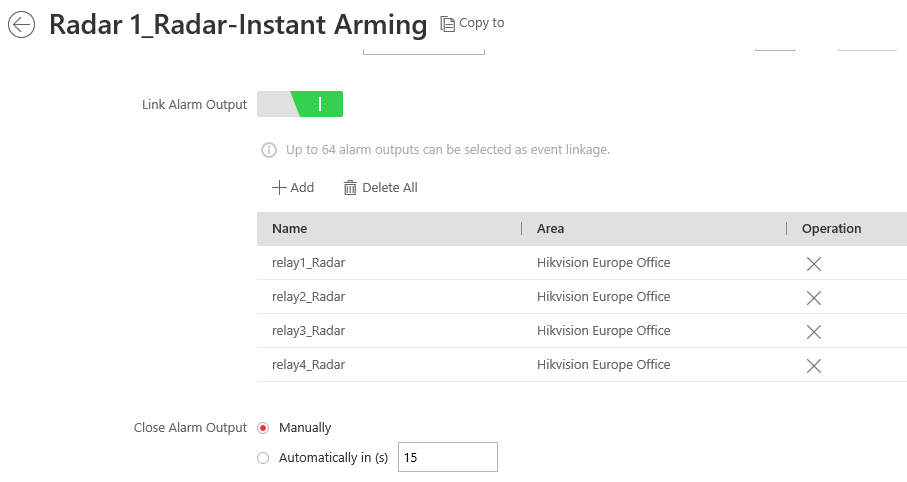 Radar 1_Radar-Instant Arming Copy to
Link Alarm Output
Up to 64 alarm outputs can be selected as event linkage.
Add Delete All
Name Area Operation
relay1_Radar Hikvision Europe Office
relay2_Radar Hikvision Europe Office
relay3_Radar Hikvision Europe Office
relay4_Radar Hikvision Europe Office
Close Alarm Output Manually
Automatically in (s) 15